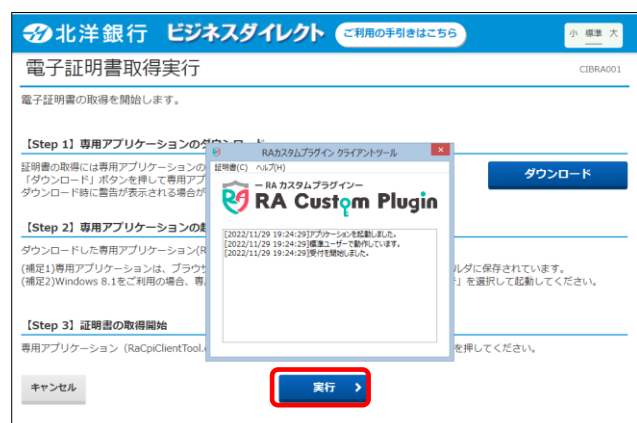 北洋銀行 ビジネスダイレクト ご利用の手引きはこちら 小 標準 大
電子証明書取得実行 CIBRA001
電子証明書の取得を開始します。
【Step 1】専用アプリケーションのダウンロード
証明書の取得には専用アプリケーションの
「ダウンロード」ボタンを押して専用アプ
ダウンロード時に警告が表示される場合が
ダウンロード
RAカスタムプラグイン クライアントツール
証明書(C) ヘルプ(H)
RA カスタムプラグイン
RA Custom Plugin
[2022/11/29 19:24:29]アプリケーションを起動しました。
[2022/11/29 19:24:29]標準ユーザーで動作しています。
[2022/11/29 19:24:29]受付を開始しました。
【Step 2】専用アプリケーションの起
ダウンロードした専用アプリケーション(R
(補足1)専用アプリケーションは、ブラウザ ルダに保存されています。
(補足2)Windows 8.1をご利用の場合、専 」を選択して起動してください。
【Step 3】証明書の取得開始
専用アプリケーション（RaCpiClientTool. を押してください。
キャンセル 実行